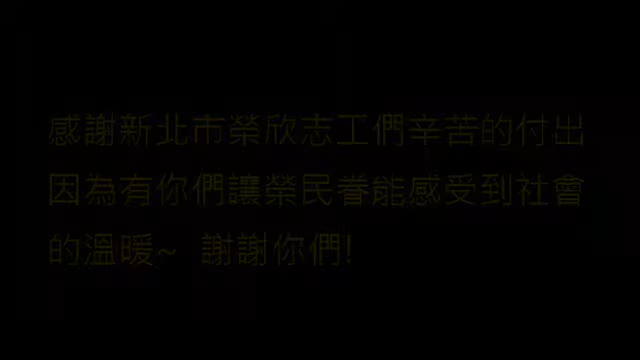 感謝新北市榮欣志工們辛苦的付出
因為有你們讓榮民眷能感受到社會
的溫暖~ 謝謝你們!